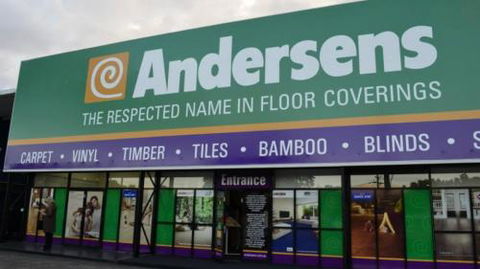 Andersens
THE RESPECTED NAME IN FLOOR COVERINGS
CARPET • VINYL • TIMBER • TILES • BAMBOO • BLINDS • S
Entrance